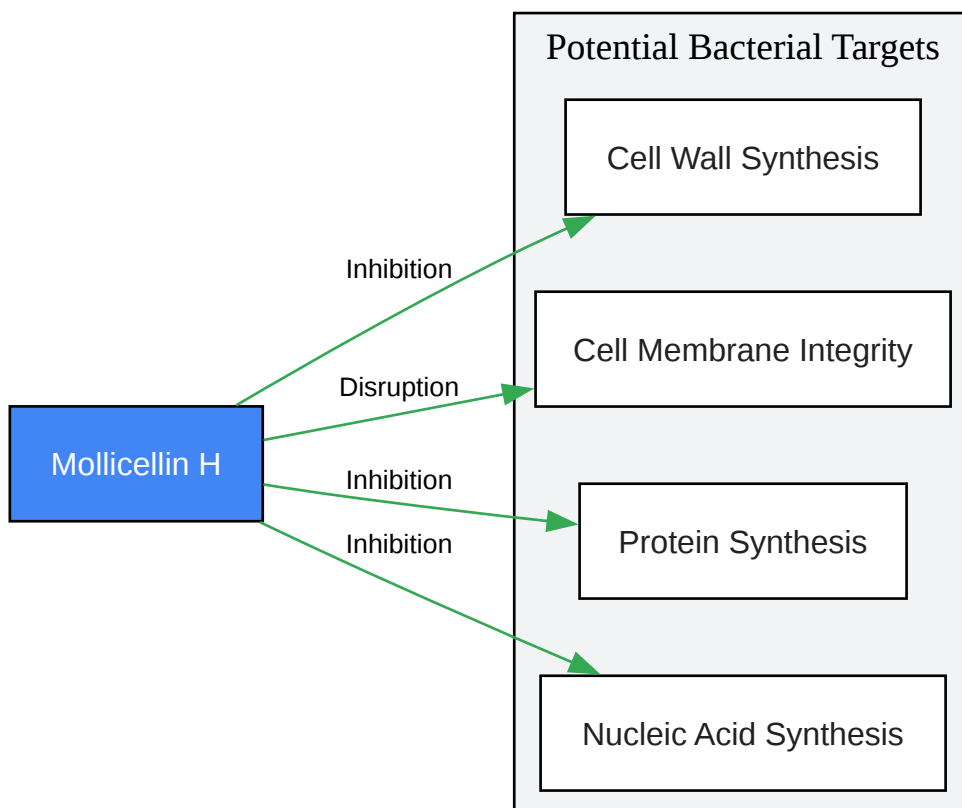 Potential Bacterial Targets
Cell Wall Synthesis
Inhibition
Cell Membrane Integrity
Disruption
Mollicellin H
Inhibition
Protein Synthesis
Inhibition
Nucleic Acid Synthesis